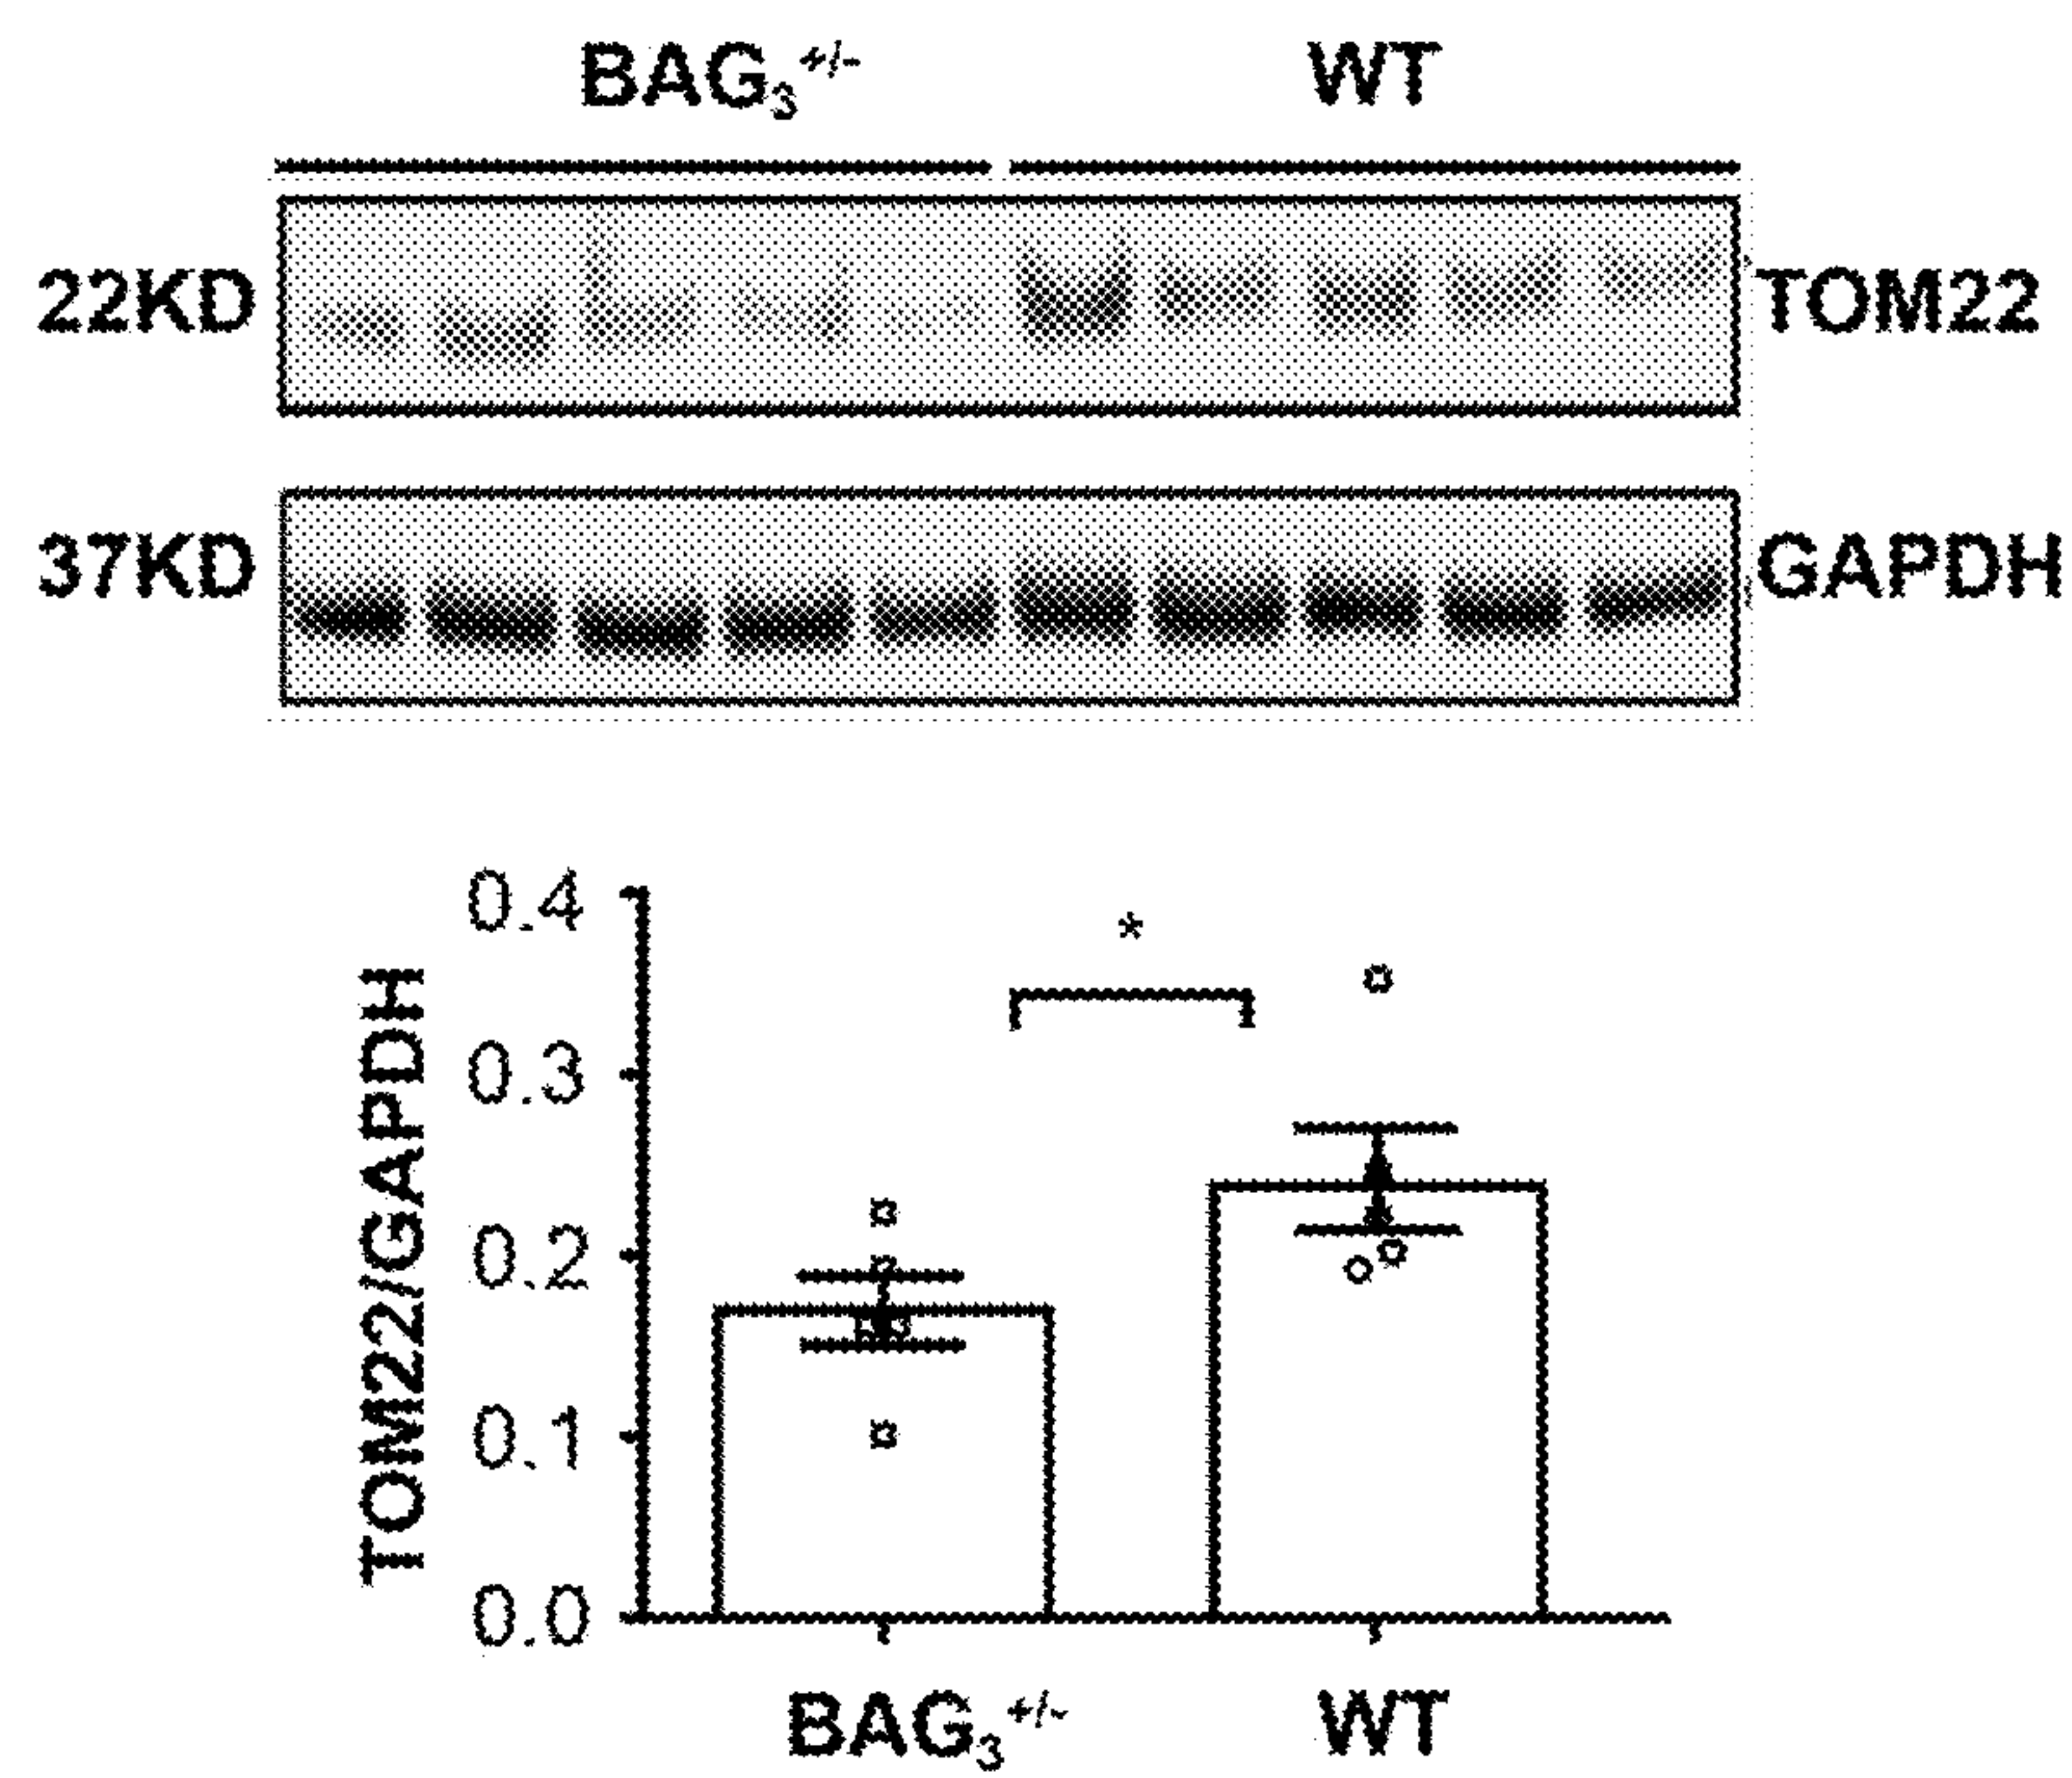 BAG3+/- WT
22KD TOM22
37KD GAPDH
*
0.4
0.3
0.2
0.1
0.0
TOM22/GAPDH
BAG3+/- WT